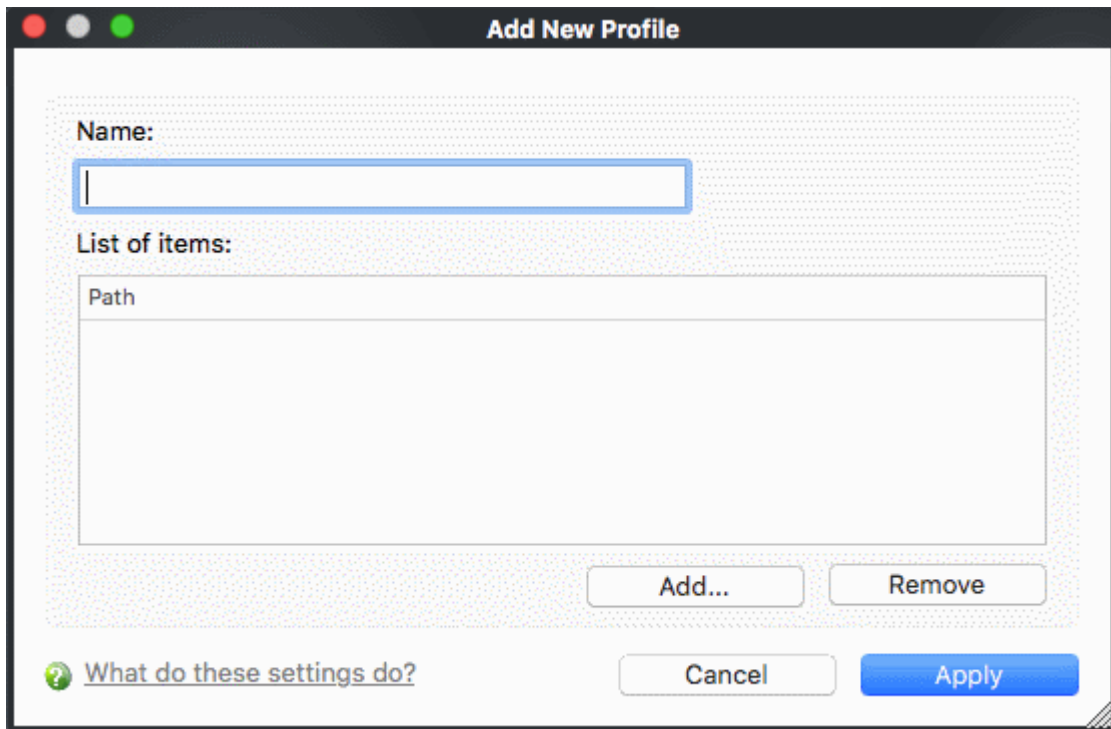 Add New Profile
Name:
List of items:
Path
Add...
Remove
What do these settings do?
Cancel
Apply